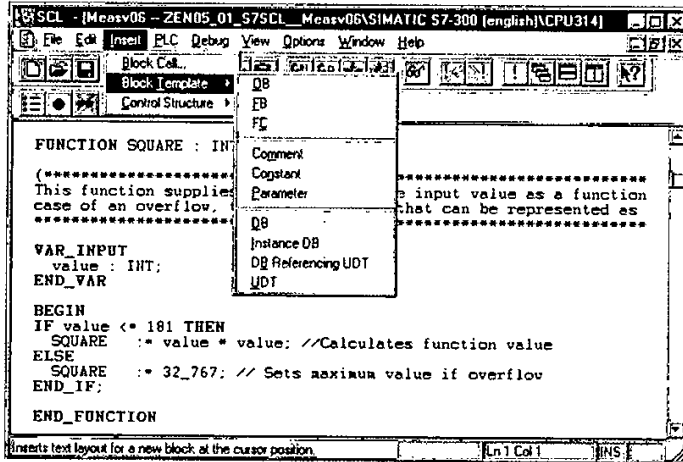 SCL - [Measv06 -- ZEN05_01_S7SCL__Measv06\SIMATIC S7-300 (english)\CPU314]
File Edit Insert PLC Debug View Options Window Help
Block Call...
Block Template
Control Structure
DB
FB
FC
Comment
Constant
Parameter
DB
Instance DB
DB Referencing UDT
UDT
FUNCTION SQUARE : INT
(*****
This function supplies e input value as a function
case of an overflow, that can be represented as
VAR_INPUT
value : INT;
END_VAR
BEGIN
IF value <= 181 THEN
SQUARE := value * value; //Calculates function value
ELSE
SQUARE := 32_767; // Sets maximum value if overflow
END_IF;
END_FUNCTION
Inserts text layout for a new block at the cursor position. Ln 1 Col 1 INS